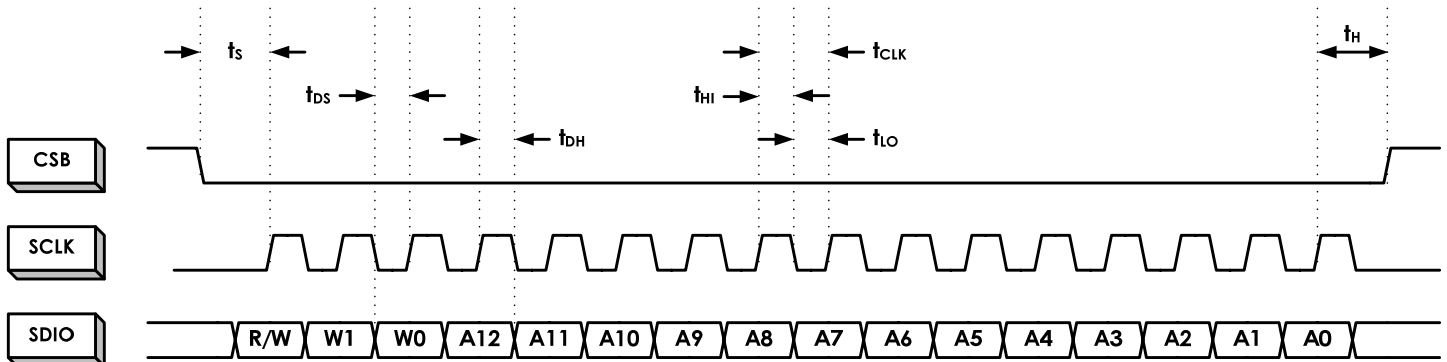 tS tCLK tH
tDS tHI
tDH tLO
CSB
SCLK
SDIO R/W W1 W0 A12 A11 A10 A9 A8 A7 A6 A5 A4 A3 A2 A1 A0